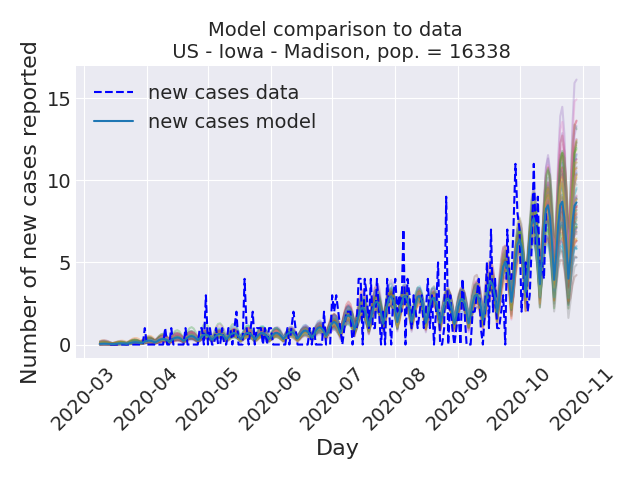 Model comparison to data
US - Iowa - Madison, pop. = 16338
Number of new cases reported
15
10
5
0
new cases data
new cases model
2020-03
2020-04
2020-05
2020-06
2020-07
2020-08
2020-09
2020-10
2020-11
Day